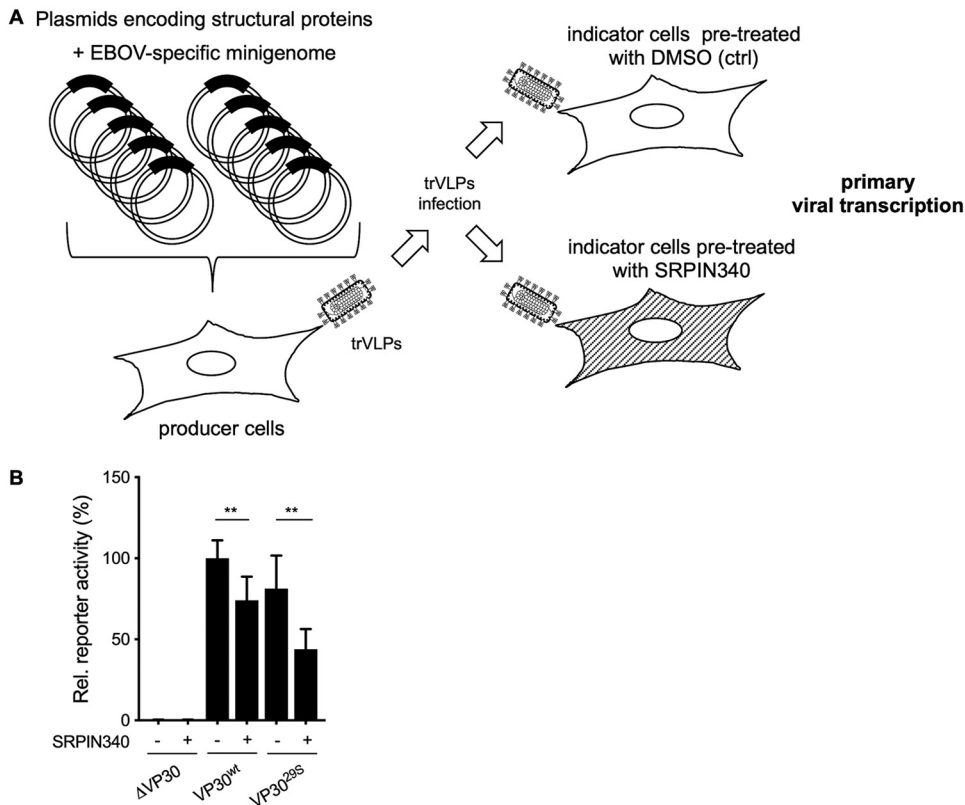 A Plasmids encoding structural proteins
+ EBOV-specific minigenome
indicator cells pre-treated
with DMSO (ctrl)
trVLPs
infection
primary
viral transcription
indicator cells pre-treated
with SRPIN340
trVLPs
producer cells
B
Rel. reporter activity (%)
150
100
50
0
** **
SRPIN340 - + - + - +
ΔVP30 VP30wt VP3029S